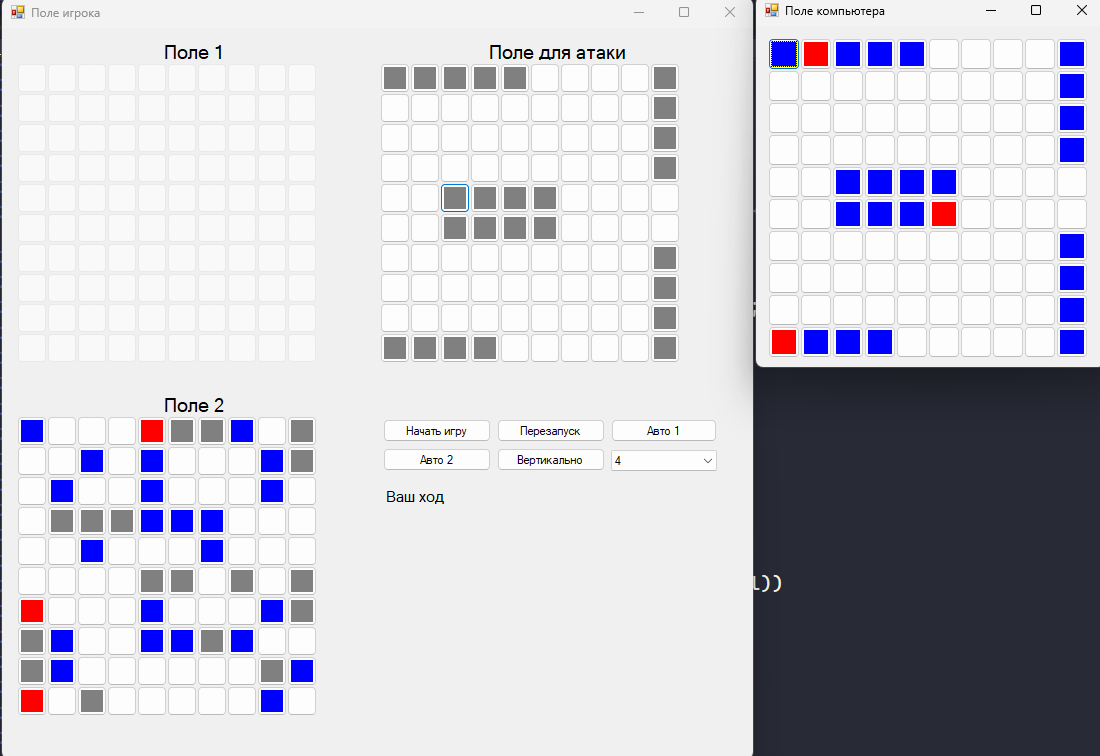 Поле игрока
Поле компьютера
Поле 1
Поле для атаки
Поле 2
Начать игру
Перезапуск
Авто 1
Авто 2
Вертикально
4
Ваш ход
))